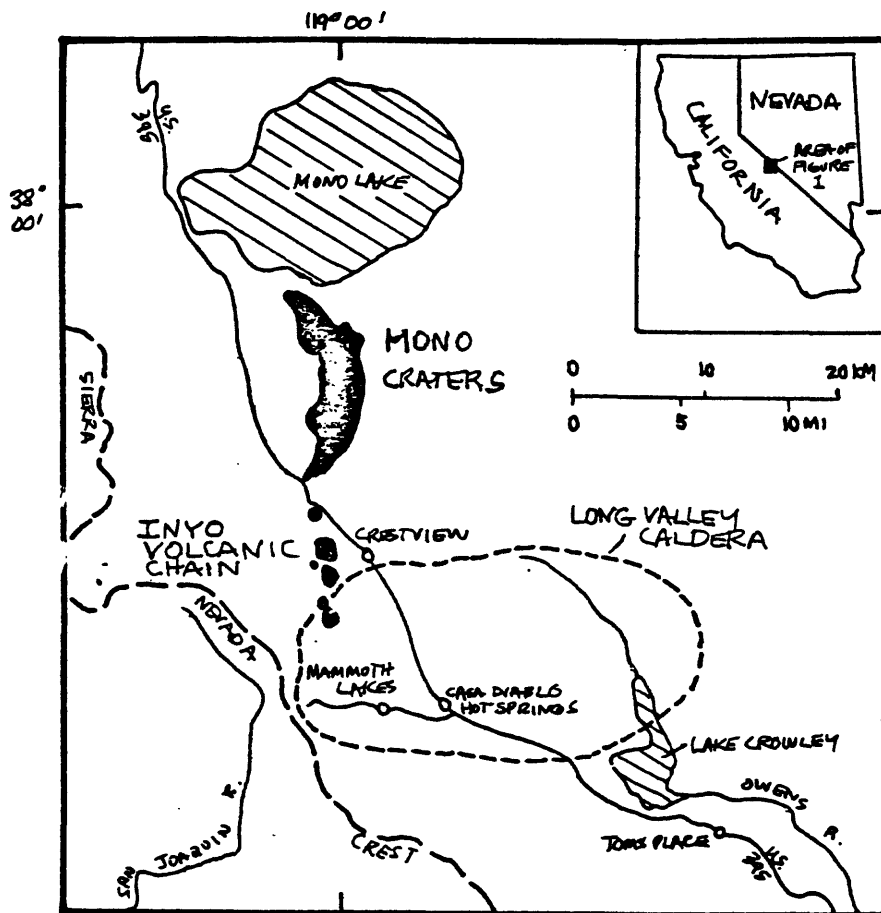 119° 00'
U.S.
395
38°
00'
MONO LAKE
NEVADA
CALIFORNIA
AREA OF
FIGURE
1
MONO
CRATERS
0 10 20 KM
0 5 10 MI
SIERRA
INYO
VOLCANIC
CHAIN
CRESTVIEW
LONG VALLEY
CALDERA
NEVADA
MAMMOTH
LAKES
CASA DIABLO
HOT SPRINGS
LAKE CROWLEY
OWENS
R.
TOMS PLACE
U.S.
395
SAN JOAQUIN R.
CREST